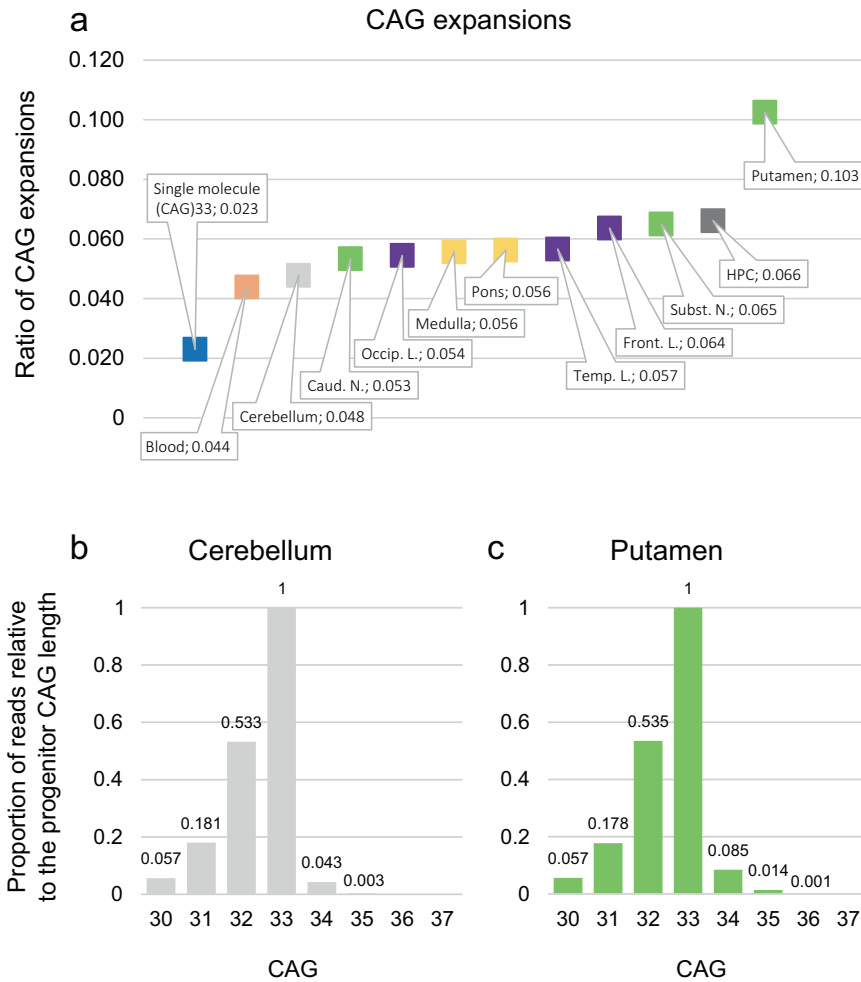 a
CAG expansions
Ratio of CAG expansions
0.120
0.100
0.080
0.060
0.040
0.020
0
Single molecule
(CAG)33; 0.023
Blood; 0.044
Cerebellum; 0.048
Caud. N.; 0.053
Occip. L.; 0.054
Medulla; 0.056
Pons; 0.056
Temp. L.; 0.057
Front. L.; 0.064
Subst. N.; 0.065
HPC; 0.066
Putamen; 0.103
b
Cerebellum
Proportion of reads relative
to the progenitor CAG length
1
0.8
0.6
0.4
0.2
0
0.057
0.181
0.533
1
0.043
0.003
30 31 32 33 34 35 36 37
CAG
c
Putamen
1
0.8
0.6
0.4
0.2
0
0.057
0.178
0.535
1
0.085
0.014
0.001
30 31 32 33 34 35 36 37
CAG